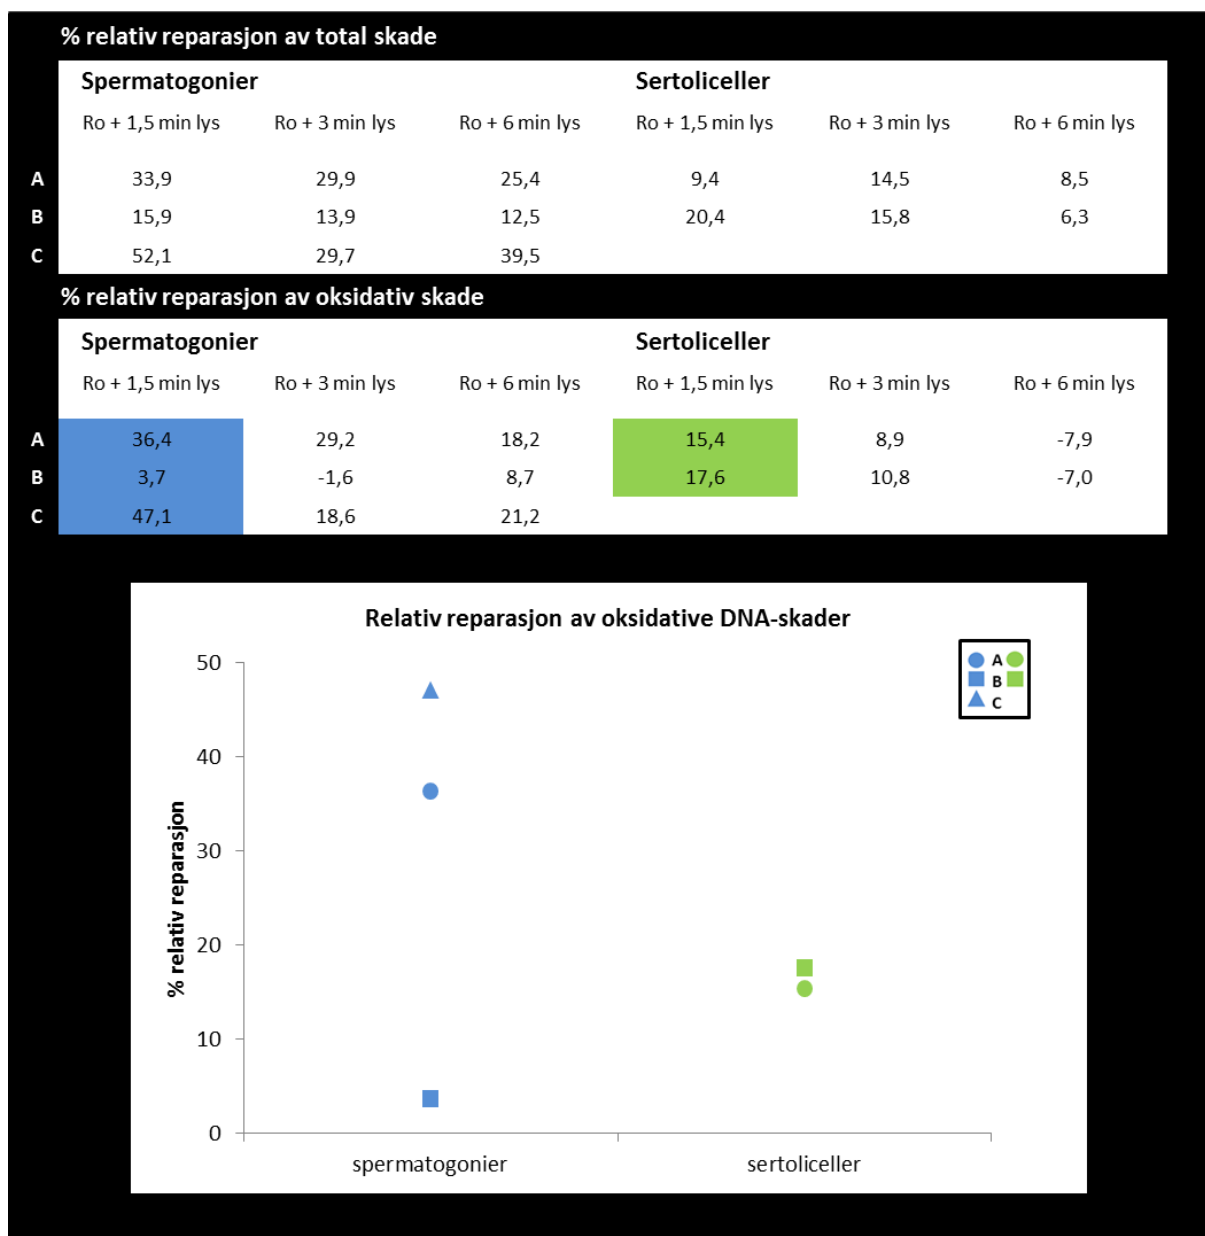 % relativ reparasjon av total skade
Spermatogonier Sertoliceller
Ro + 1,5 min lys Ro + 3 min lys Ro + 6 min lys Ro + 1,5 min lys Ro + 3 min lys Ro + 6 min lys
A 33,9 29,9 25,4 9,4 14,5 8,5
B 15,9 13,9 12,5 20,4 15,8 6,3
C 52,1 29,7 39,5
% relativ reparasjon av oksidativ skade
Spermatogonier Sertoliceller
Ro + 1,5 min lys Ro + 3 min lys Ro + 6 min lys Ro + 1,5 min lys Ro + 3 min lys Ro + 6 min lys
A 36,4 29,2 18,2 15,4 8,9 -7,9
B 3,7 -1,6 8,7 17,6 10,8 -7,0
C 47,1 18,6 21,2
Relativ reparasjon av oksidative DNA-skader
A
B
C
% relativ reparasjon
50
40
30
20
10
0
spermatogonier sertoliceller